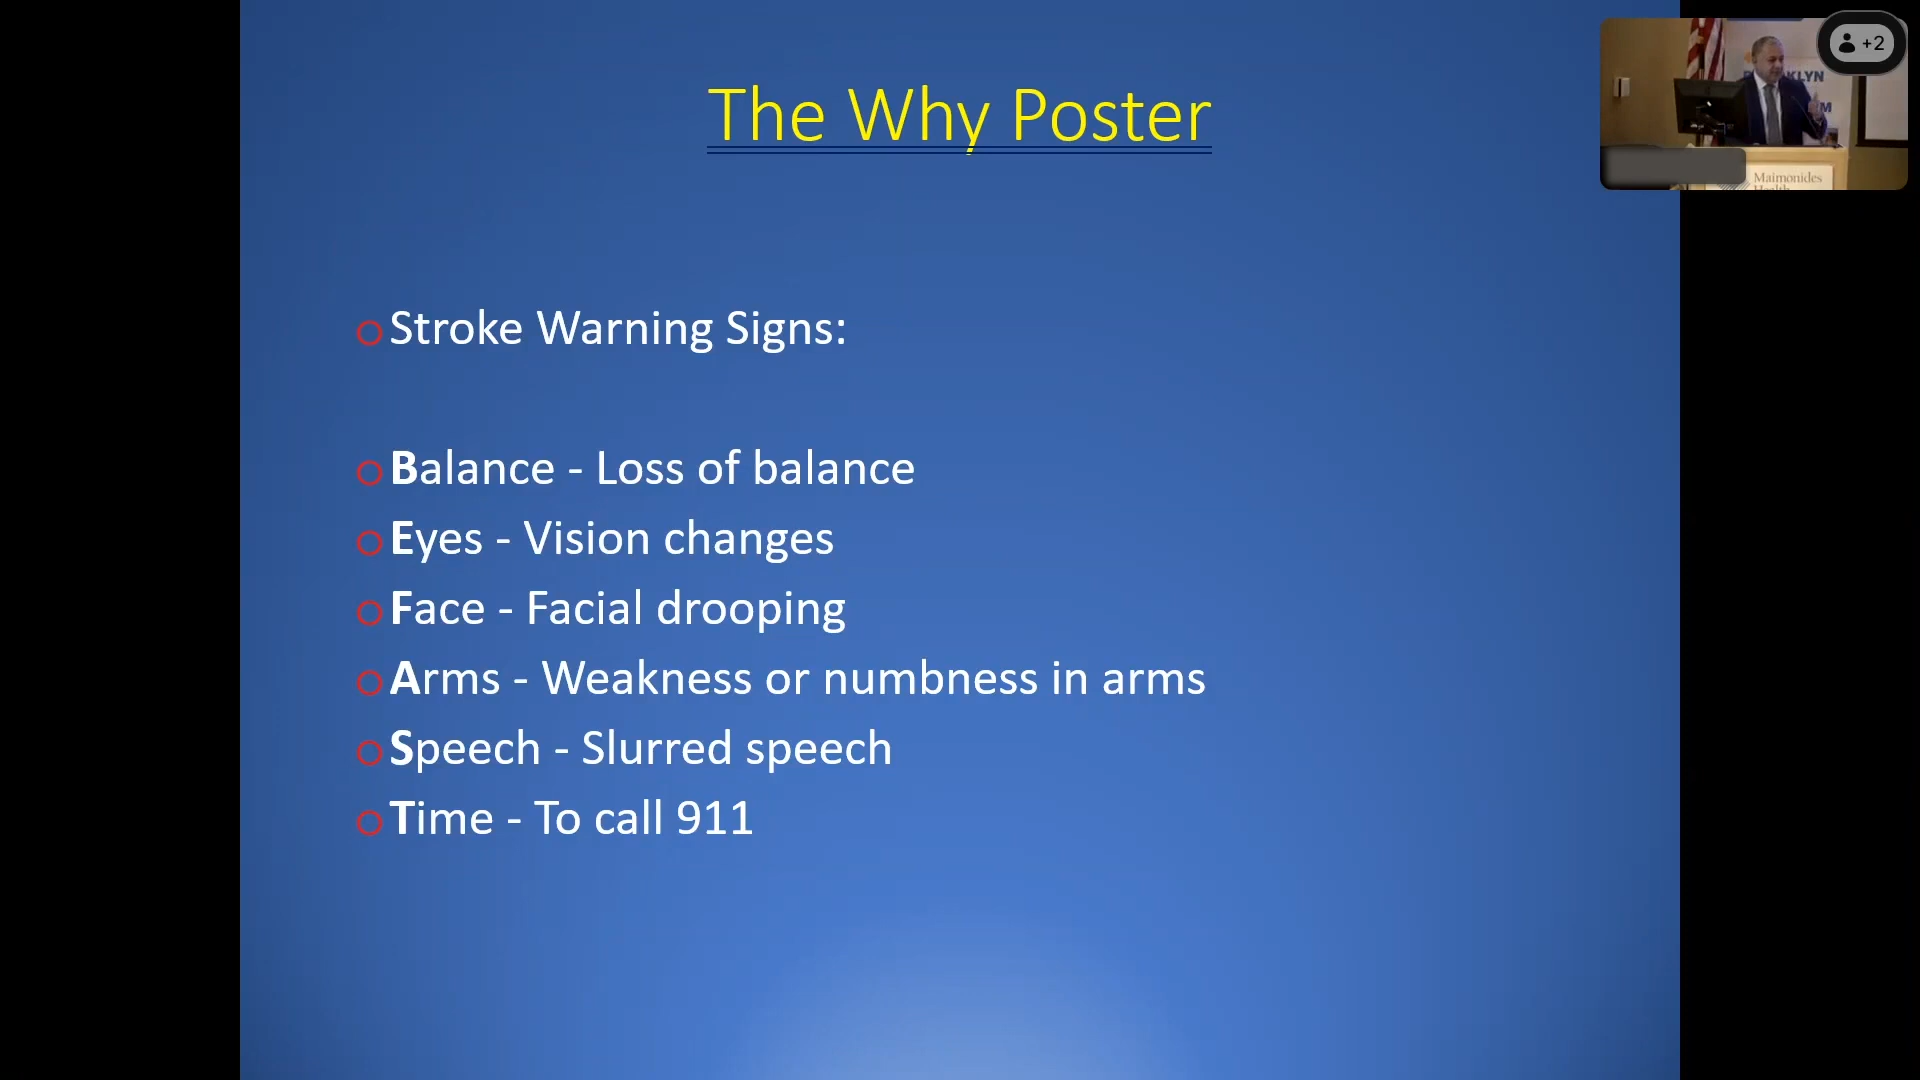 The Why Poster
Stroke Warning Signs:
Balance - Loss of balance
Eyes - Vision changes
Face - Facial drooping
Arms - Weakness or numbness in arms
Speech - Slurred speech
Time - To call 911
+2
Maimonides
Health